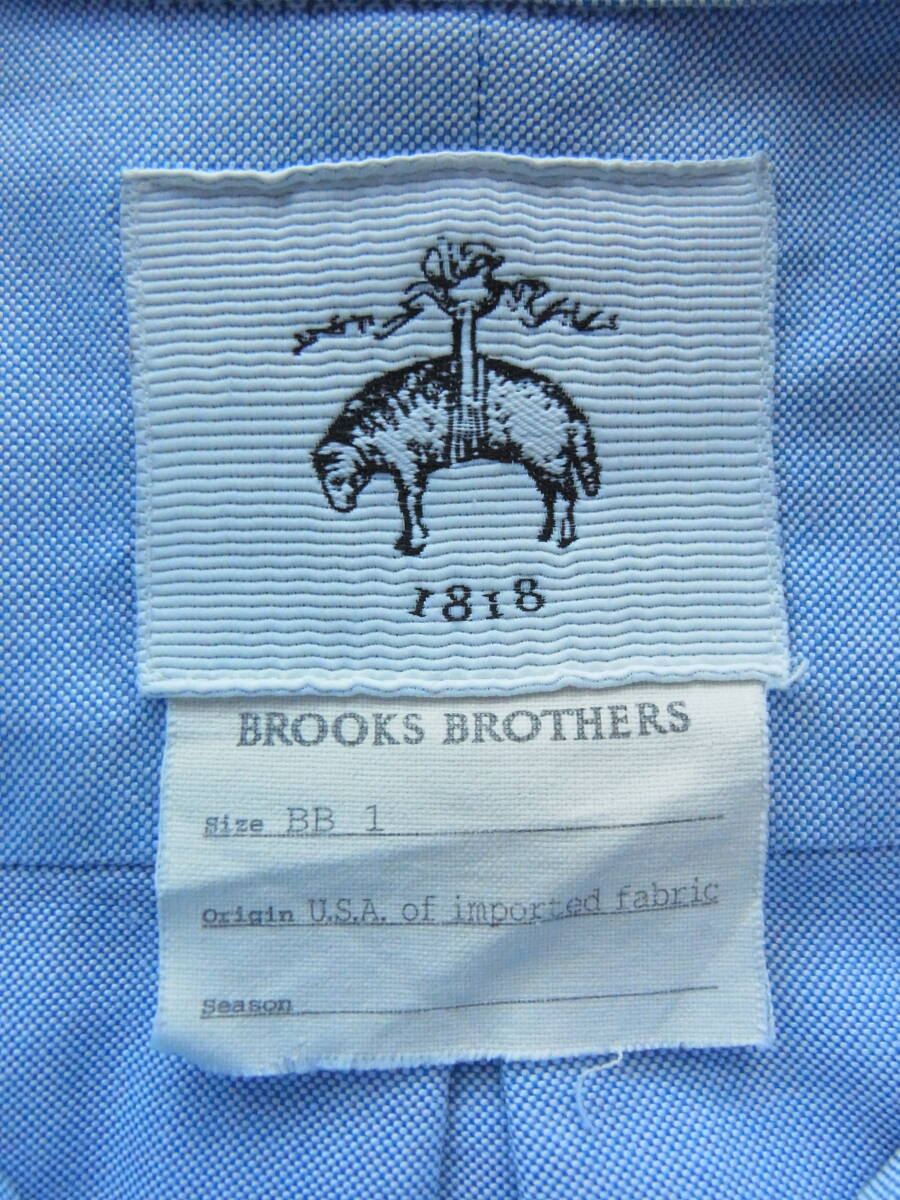 1818
BROOKS BROTHERS
Size BB 1
Origin U.S.A. of imported fabric
Season